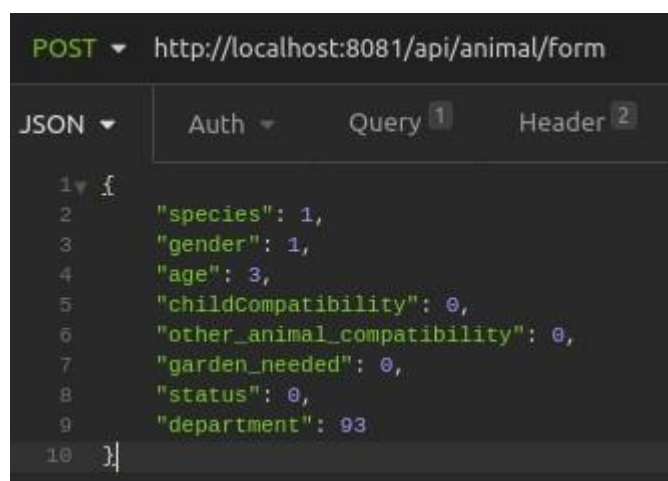 POST http://localhost:8081/api/animal/form
JSON Auth Query 1 Header 2
1 {
2 "species": 1,
3 "gender": 1,
4 "age": 3,
5 "childCompatibility": 0,
6 "other_animal_compatibility": 0,
7 "garden_needed": 0,
8 "status": 0,
9 "department": 93
10 }